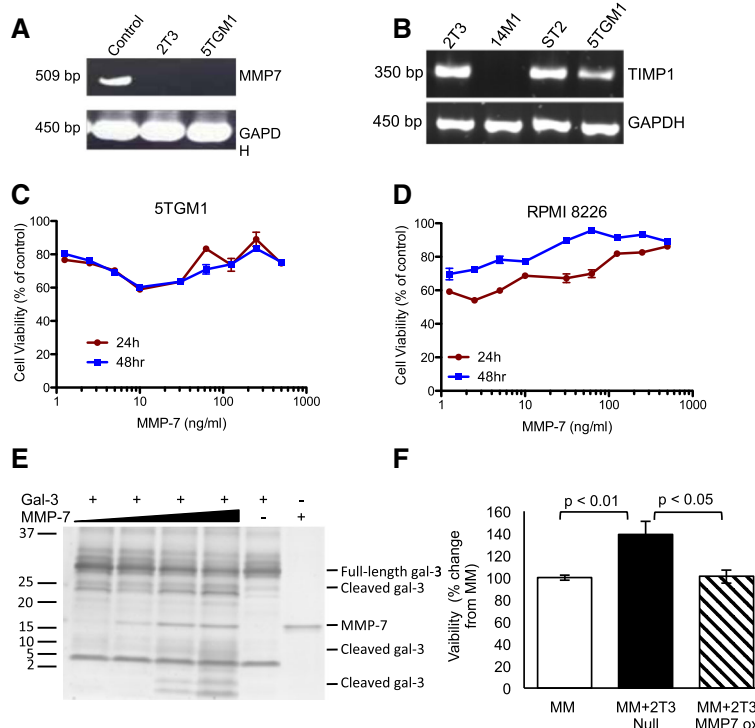 A
Control
2T3
5TGM1
509 bp
MMP7
450 bp
GAPD
H
B
2T3
14M1
ST2
5TGM1
350 bp
TIMP1
450 bp
GAPDH
C
5TGM1
Cell Viability (% of control)
100
80
60
40
20
0
24h
48hr
1
10
100
1000
MMP-7 (ng/ml)
D
RPMI 8226
Cell Viability (% of control)
100
80
60
40
20
0
24h
48hr
1
10
100
1000
MMP-7 (ng/ml)
E
Gal-3 + + + + + -
MMP-7 - +
37
25
20
15
10
5
2
Full-length gal-3
Cleaved gal-3
MMP-7
Cleaved gal-3
Cleaved gal-3
F
Vaibility (% change
from MM)
160
140
120
100
80
60
40
20
0
p < 0.01
p < 0.05
MM
MM+2T3
Null
MM+2T3
MMP7 ox